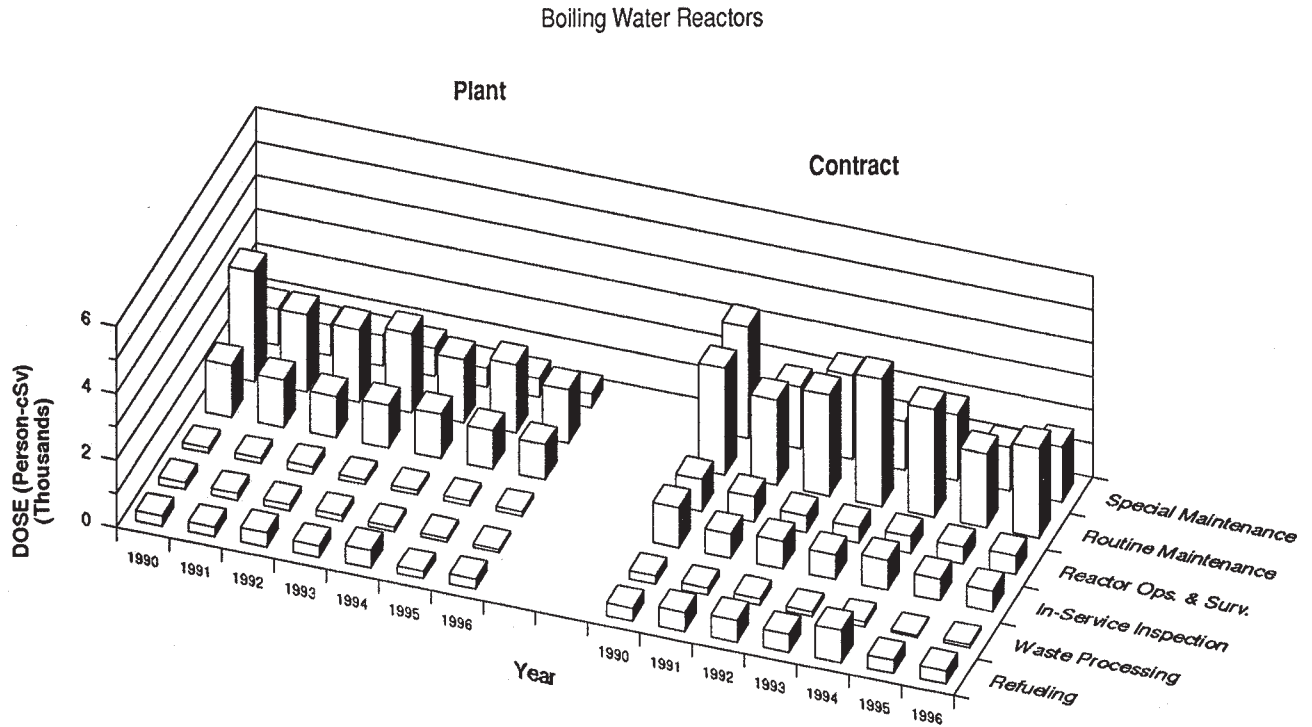 Boiling Water Reactors
Plant
Contract
DOSE (Person-cSv)
(Thousands)
6
4
2
0
1990
1991
1992
1993
1994
1995
1996
1990
1991
1992
1993
1994
1995
1996
Year
Special Maintenance
Routine Maintenance
Reactor Ops. & Surv.
In-Service Inspection
Waste Processing
Refueling